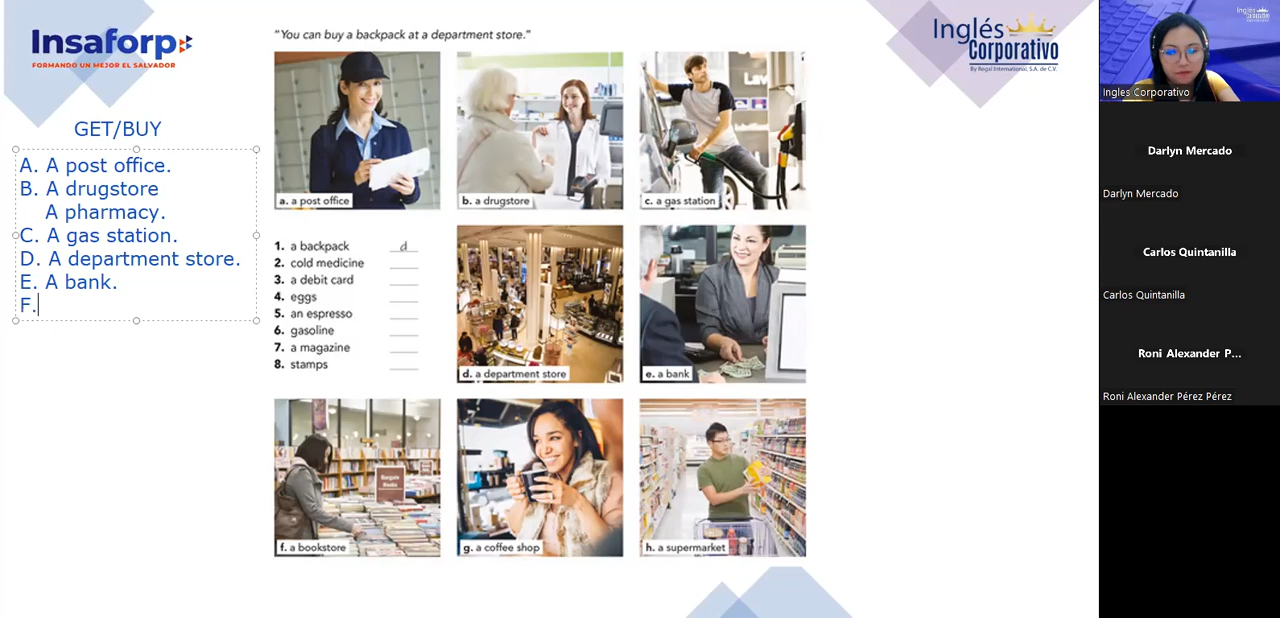 Insaforp
FORMANDO UN MEJOR EL SALVADOR
"You can buy a backpack at a department store."
Inglés
Corporativo
By Regal International, S.A. de C.V.
GET/BUY
A. A post office.
B. A drugstore
A pharmacy.
C. A gas station.
D. A department store.
E. A bank.
F.
a. a post office
b. a drugstore
c. a gas station
1. a backpack d
2. cold medicine
3. a debit card
4. eggs
5. an espresso
6. gasoline
7. a magazine
8. stamps
d. a department store
e. a bank
f. a bookstore
g. a coffee shop
h. a supermarket
Ingles Corporativo
Darlyn Mercado
Darlyn Mercado
Carlos Quintanilla
Carlos Quintanilla
Roni Alexander P...
Roni Alexander Pérez Pérez